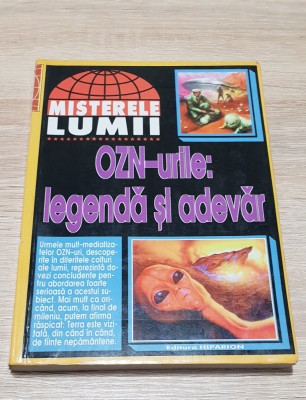 MISTERELE
LUMII
OZN-urile:
legendă și adevăr
Urmele mult-mediatiza-
telor OZN-uri, descope-
rite în diferitele colțuri
ale lumii, reprezintă do-
vezi concludente pen-
tru abordarea foarte
serioasă a acestui su-
biect. Mai mult ca ori-
când, acum, la final de
mileniu, putem afirma
răspicat: Terra este vizi-
tată, din când în când,
de ființe nepământene.
Editura HIPARION